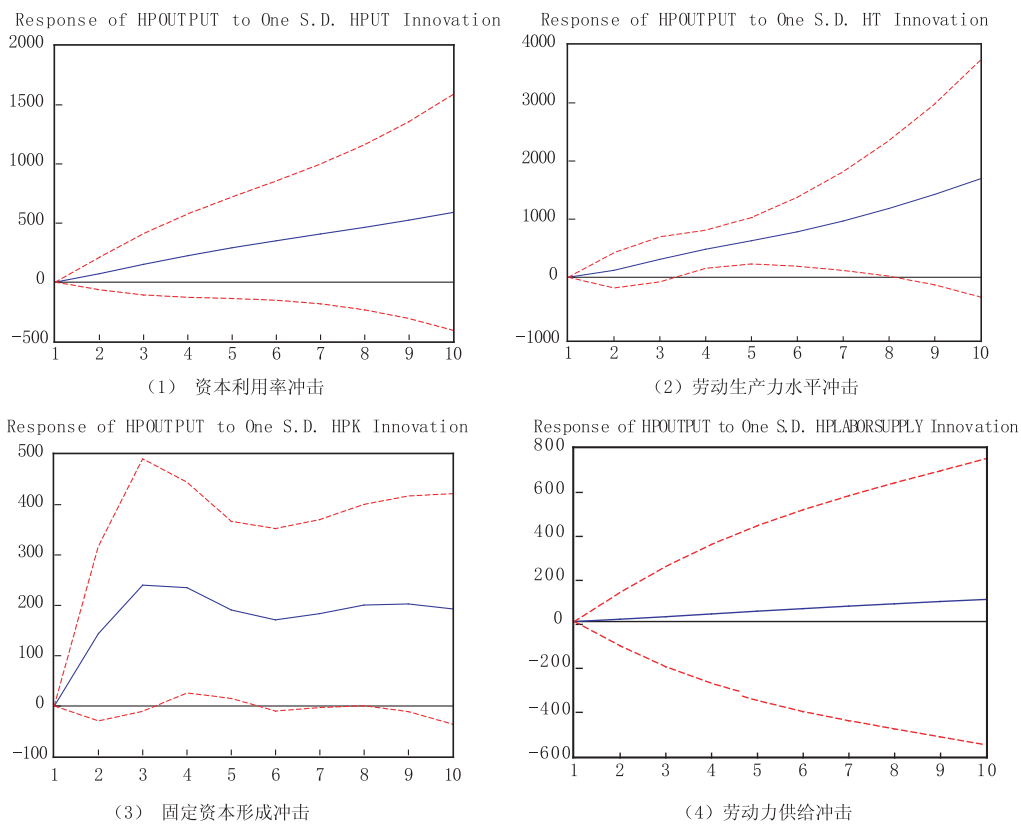 Response of HPOUTPUT to One S.D. HPUT Innovation
2000
1500
1000
500
0
-500
1 2 3 4 5 6 7 8 9 10
（1） 资本利用率冲击
Response of HPOUTPUT to One S.D. HT Innovation
4000
3000
2000
1000
0
-1000
1 2 3 4 5 6 7 8 9 10
（2）劳动生产力水平冲击
Response of HPOUTPUT to One S.D. HPK Innovation
500
400
300
200
100
0
-100
1 2 3 4 5 6 7 8 9 10
（3） 固定资本形成冲击
Response of HPOUTPUT to One S.D. HPLABORSUPPLY Innovation
800
600
400
200
0
-200
-400
-600
1 2 3 4 5 6 7 8 9 10
（4）劳动力供给冲击